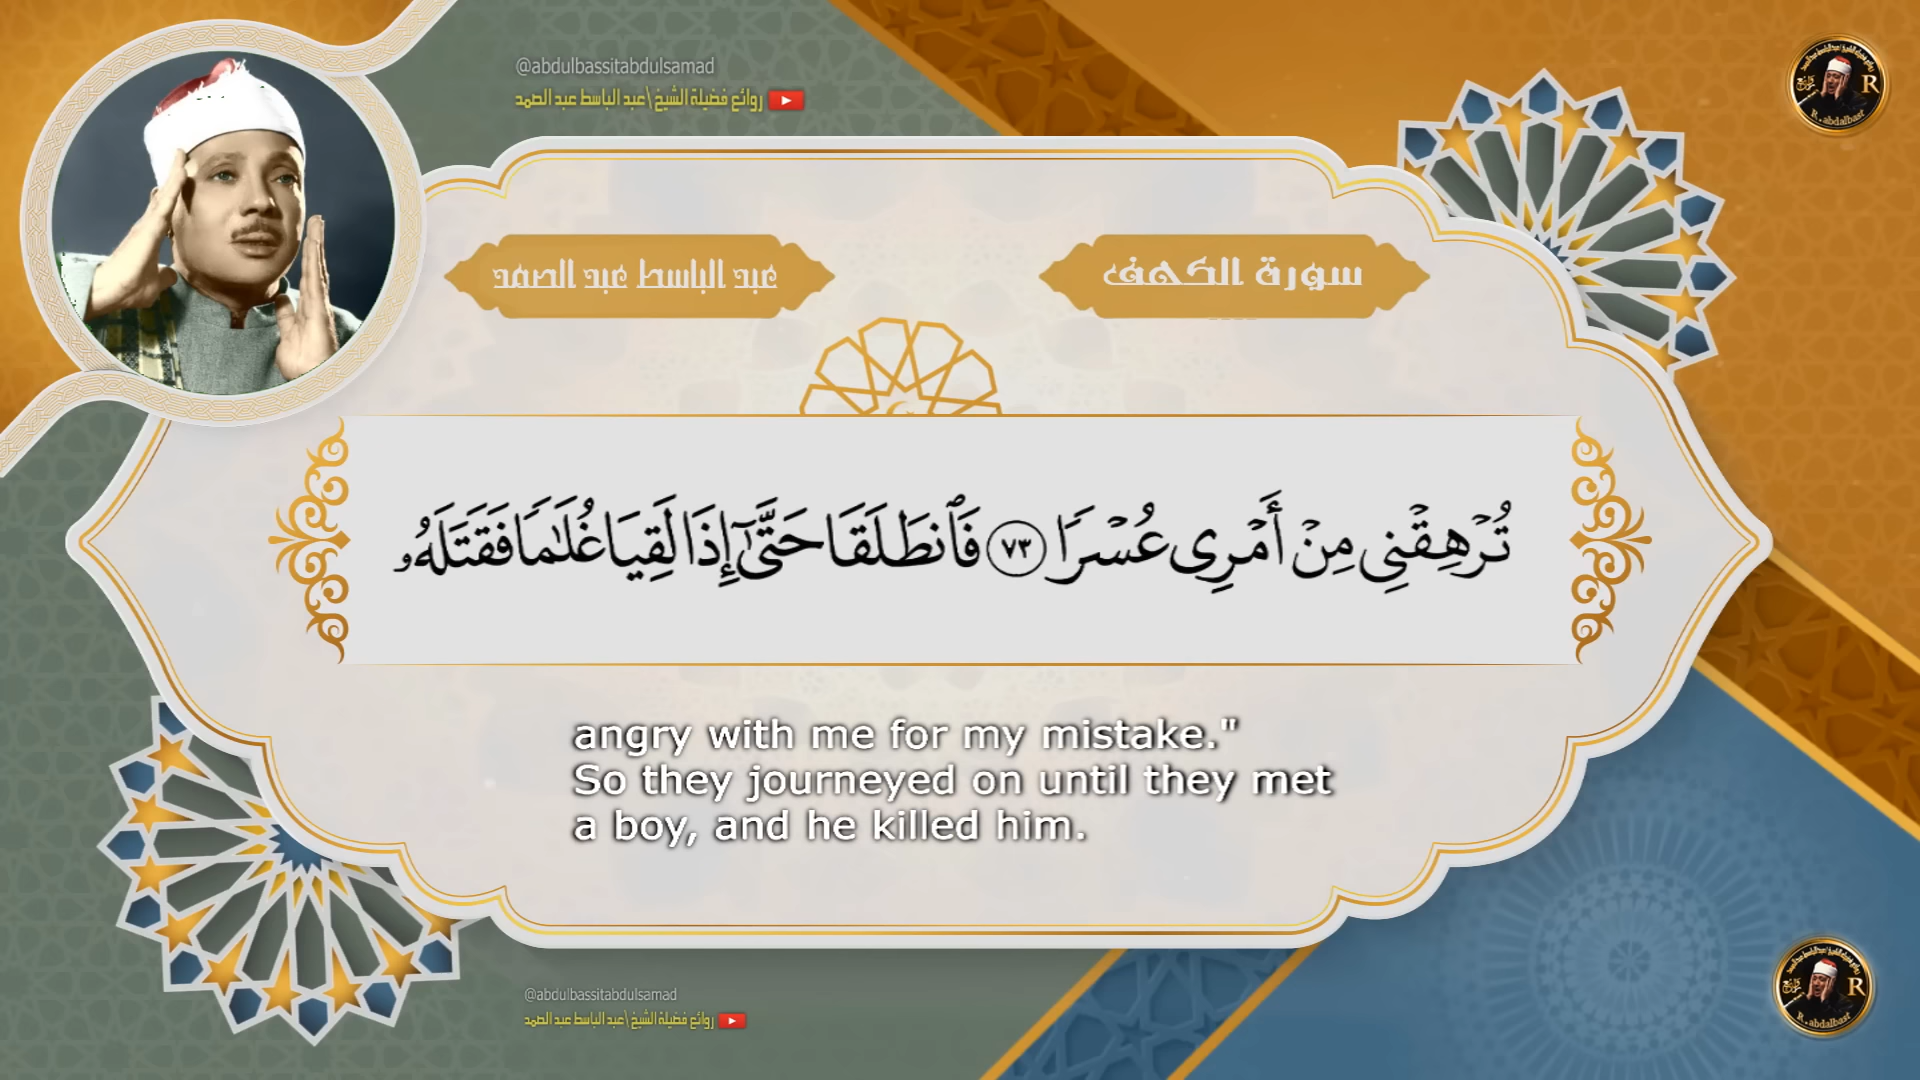 @abdulbassitabdulsamad
روائع فضيلة الشيخ\عبد الباسط عبد الصمد
سورة الكهف
عبد الباسط عبد الصمد
تُرْهِقْنِى مِنْ أَمْرِى عُسْرًا ٧٣ فَٱنطَلَقَا حَتَّىٰٓ إِذَا لَقِيَا غُلَـٰمًا فَقَتَلَهُۥ
angry with me for my mistake."
So they journeyed on until they met
a boy, and he killed him.
@abdulbassitabdulsamad
روائع فضيلة الشيخ\عبد الباسط عبد الصمد
R
R.abdalbast
R
R.abdalbast